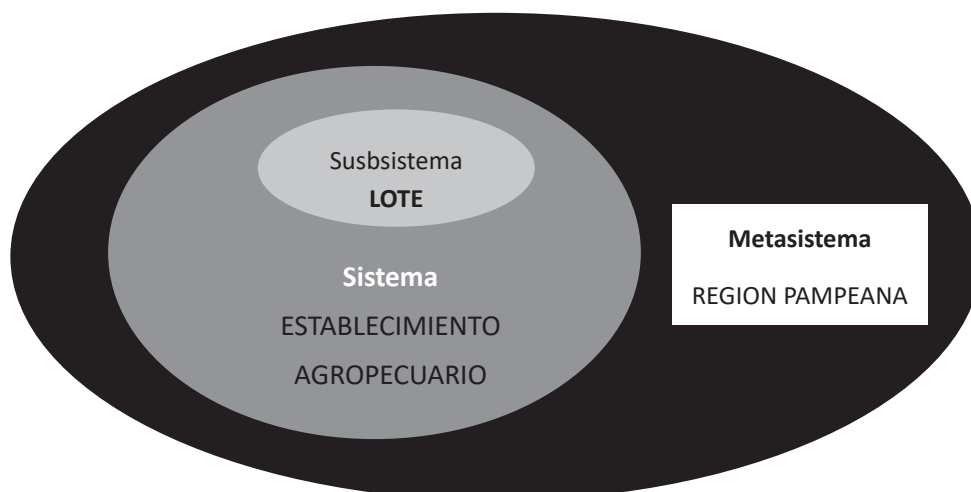 Susbsistema
LOTE
Sistema
ESTABLECIMIENTO
AGROPECUARIO
Metasistema
REGION PAMPEANA